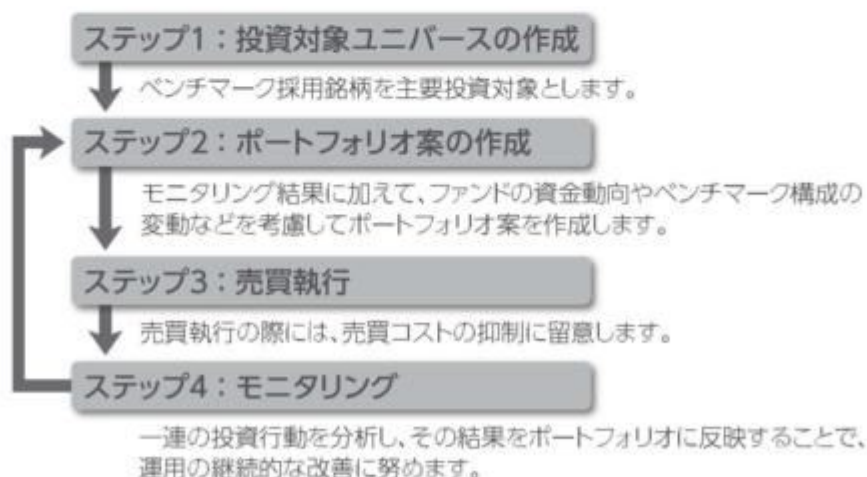 ステップ1：投資対象ユニバースの作成
ベンチマーク採用銘柄を主要投資対象とします。
ステップ2：ポートフォリオ案の作成
モニタリング結果に加えて、ファンドの資金動向やベンチマーク構成の
変動などを考慮してポートフォリオ案を作成します。
ステップ3：売買執行
売買執行の際には、売買コストの抑制に留意します。
ステップ4：モニタリング
一連の投資行動を分析し、その結果をポートフォリオに反映することで、
運用の継続的な改善に努めます。